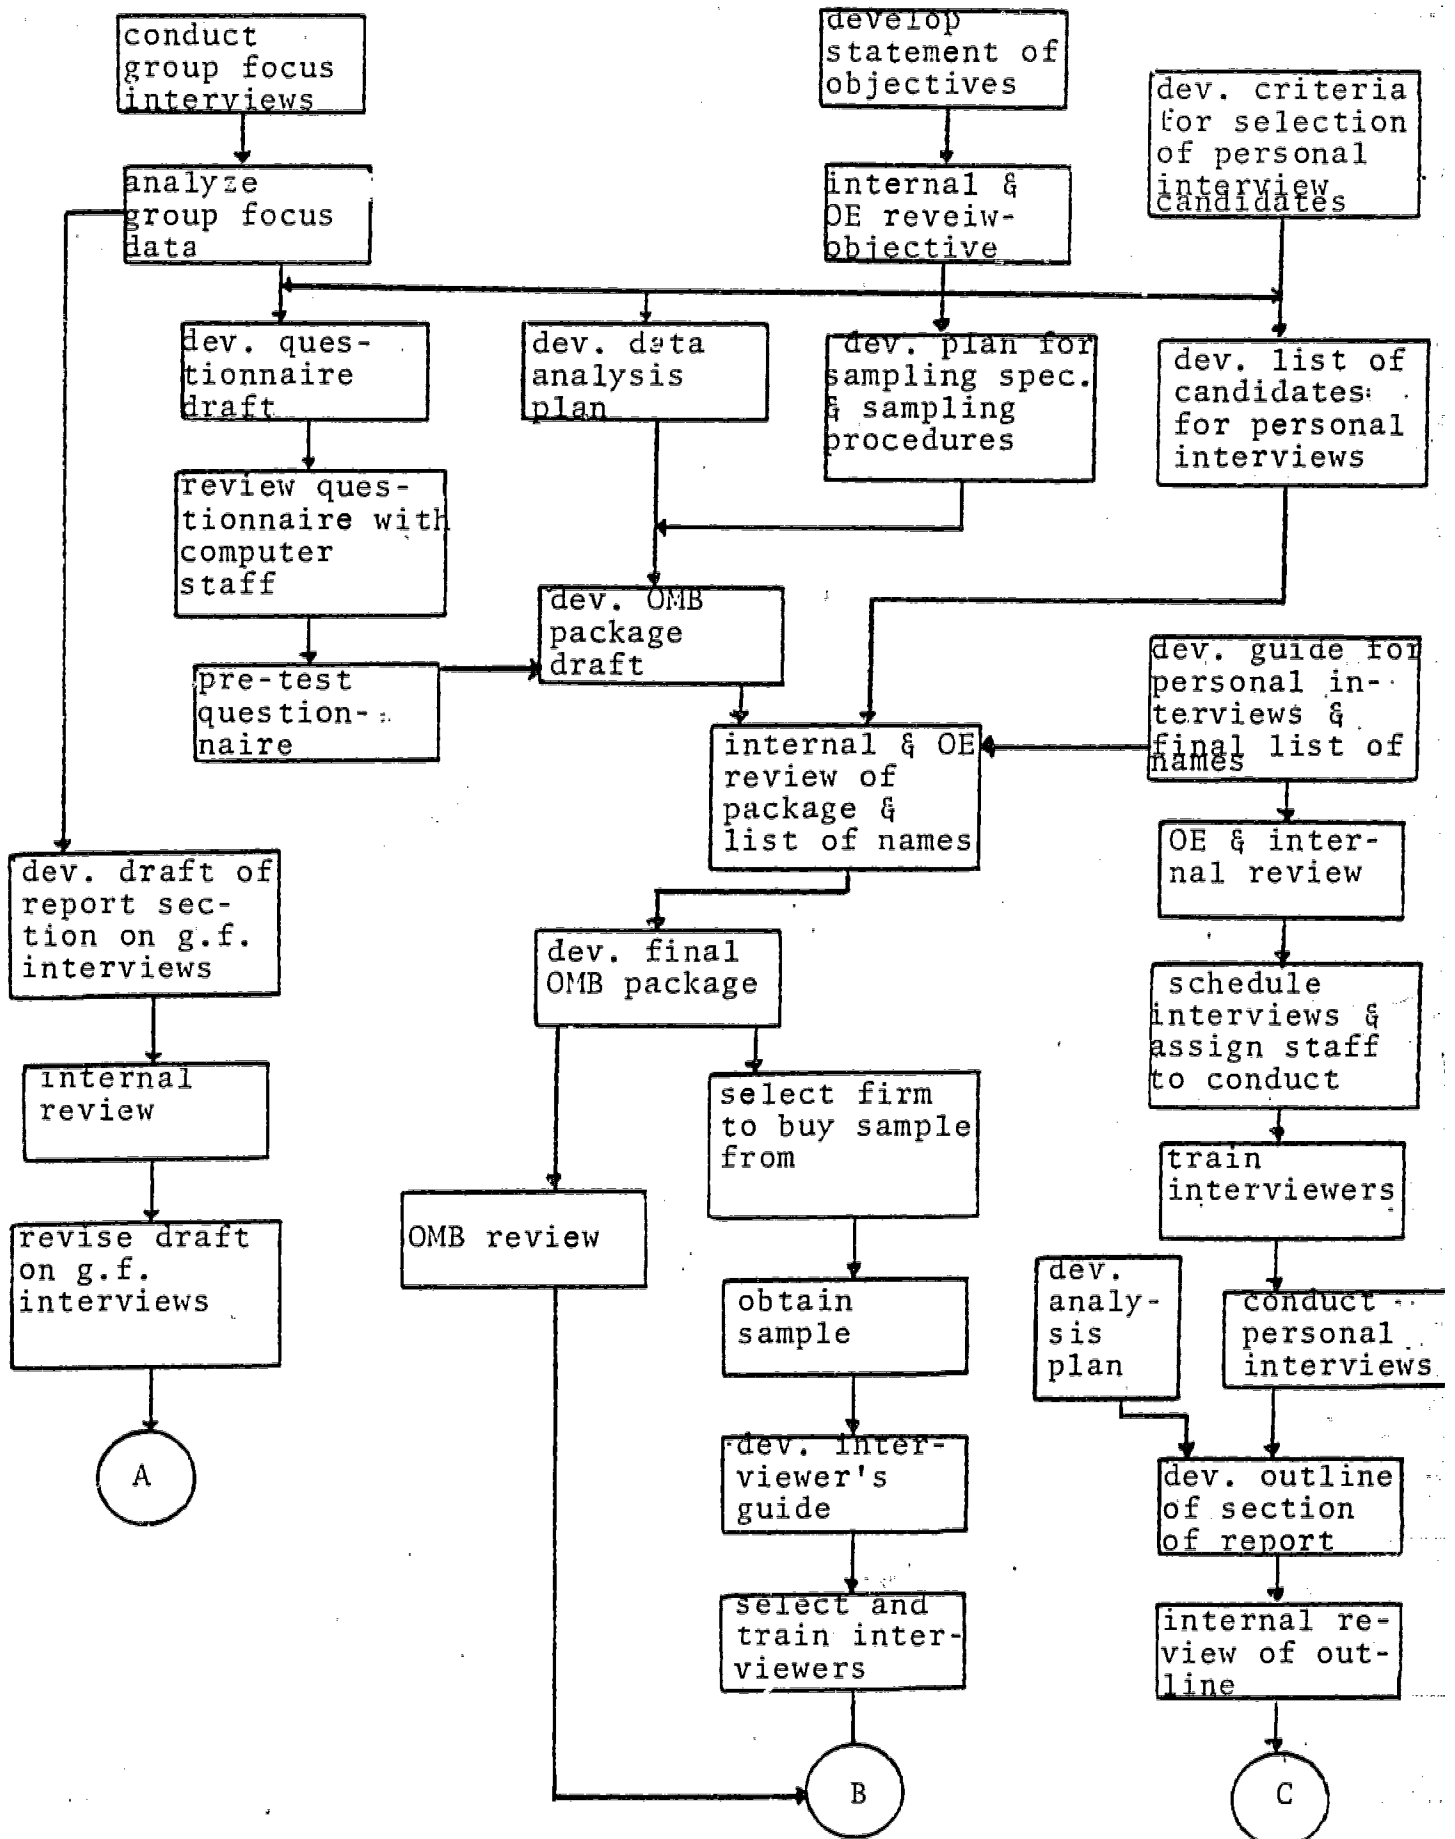 conduct
group focus
interviews
develop
statement of
objectives
dev. criteria
for selection
of personal
interview
candidates
analyze
group focus
data
internal &
OE reveiw-
objective
dev. ques-
tionnaire
draft
dev. data
analysis
plan
dev. plan for
sampling spec.
& sampling
procedures
dev. list of
candidates
for personal
interviews
review ques-
tionnaire with
computer
staff
dev. OMB
package
draft
pre-test
question-
naire
dev. guide for
personal in-
terviews &
final list of
names
internal & OE
review of
package &
list of names
OE & inter-
nal review
dev. draft of
report sec-
tion on g.f.
interviews
dev. final
OMB package
schedule
interviews &
assign staff
to conduct
internal
review
select firm
to buy sample
from
train
interviewers
revise draft
on g.f.
interviews
OMB review
obtain
sample
dev.
analy-
sis
plan
conduct
personal
interviews
A
dev. inter-
viewer's
guide
dev. outline
of section
of report
select and
train inter-
viewers
internal re-
view of out-
line
B
C